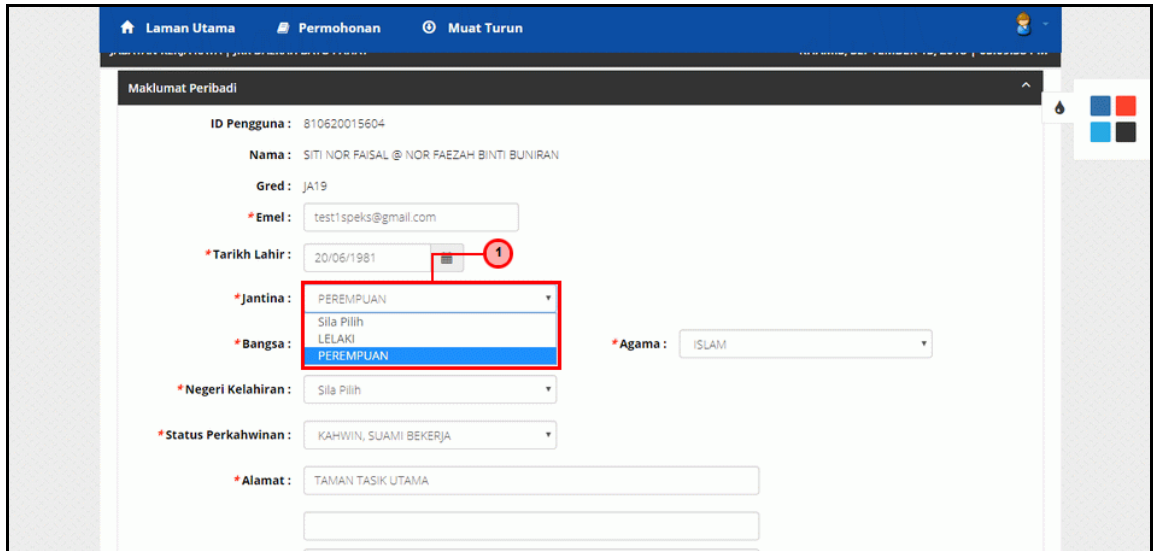 Laman Utama Permohonan Muat Turun
Maklumat Peribadi
ID Pengguna : 810620015604
Nama : SITI NOR FAISAL @ NOR FAEZAH BINTI BUNIRAN
Gred : JA19
*Emel : test1speks@gmail.com
*Tarikh Lahir : 20/06/1981
1
*Jantina : PEREMPUAN
Sila Pilih
LELAKI
PEREMPUAN
*Bangsa : *Agama : ISLAM
*Negeri Kelahiran : Sila Pilih
*Status Perkahwinan : KAHWIN, SUAMI BEKERJA
*Alamat : TAMAN TASIK UTAMA